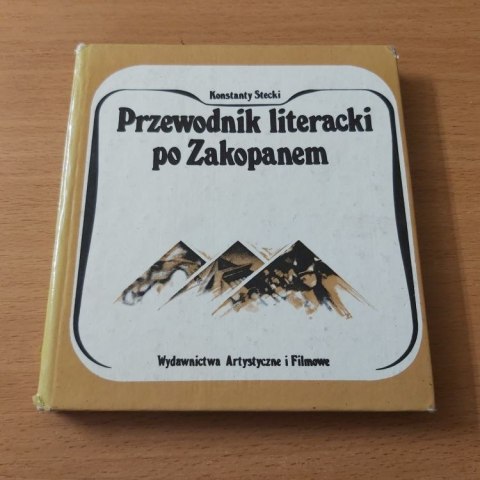 Konstanty Stecki
Przewodnik literacki
po Zakopanem
Wydawnictwa Artystyczne i Filmowe